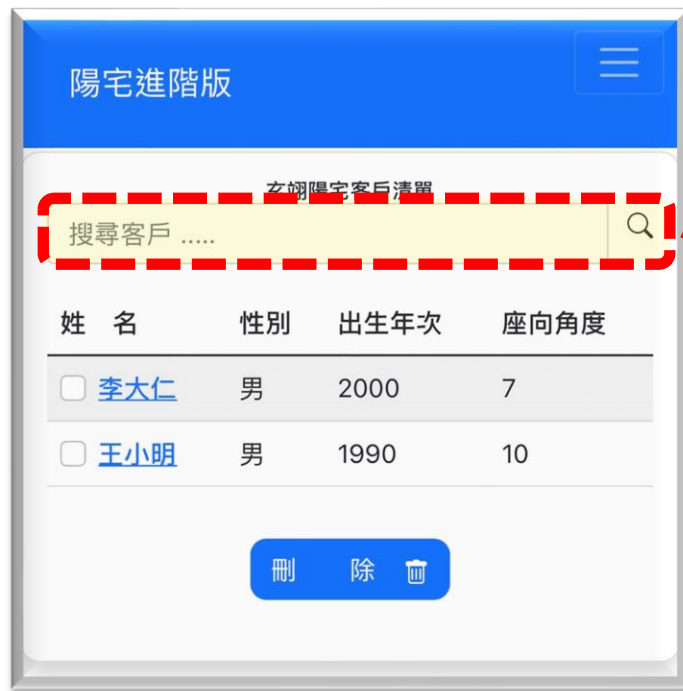 陽宅進階版
玄翊陽宅客戶清單
搜尋客戶 .....
姓 名 性別 出生年次 座向角度
李大仁 男 2000 7
王小明 男 1990 10
刪 除